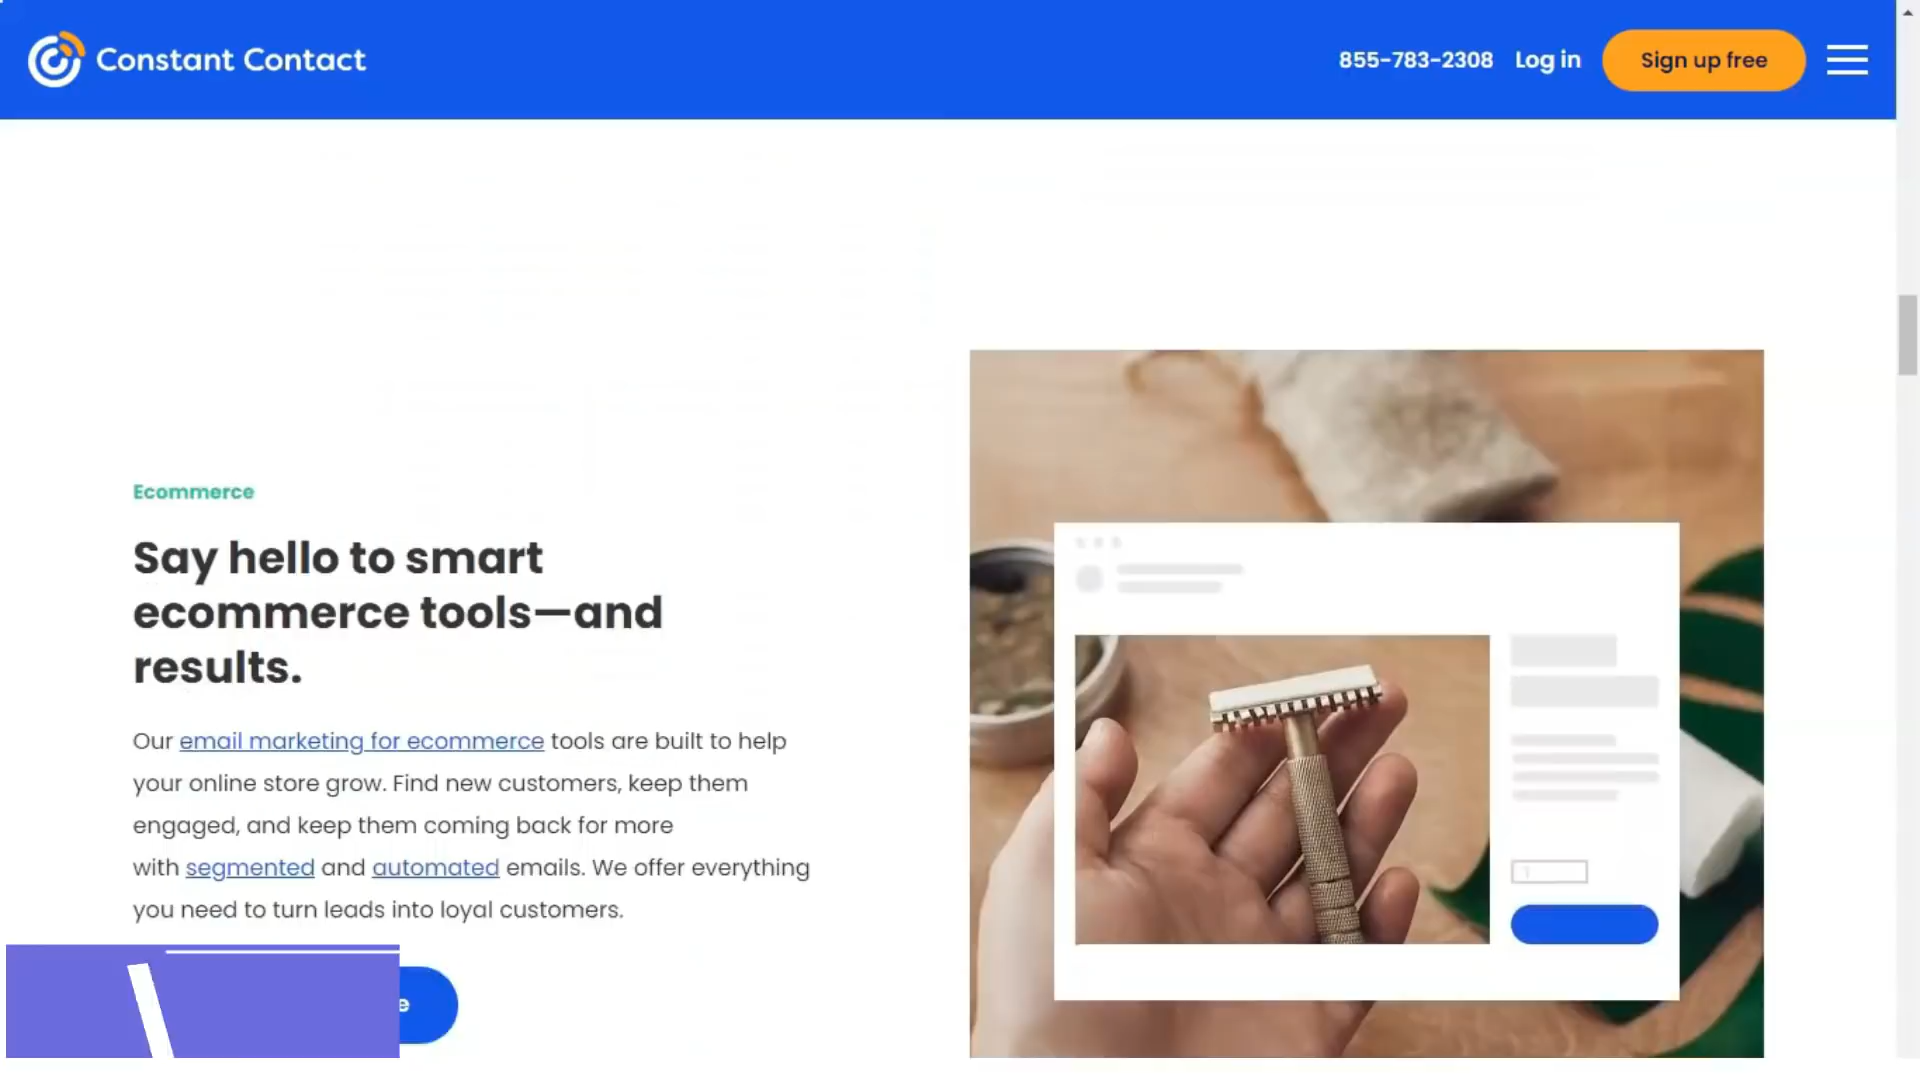 Constant Contact
855-783-2308 Log in Sign up free
Ecommerce
Say hello to smart
ecommerce tools—and
results.
Our email marketing for ecommerce tools are built to help
your online store grow. Find new customers, keep them
engaged, and keep them coming back for more
with segmented and automated emails. We offer everything
you need to turn leads into loyal customers.